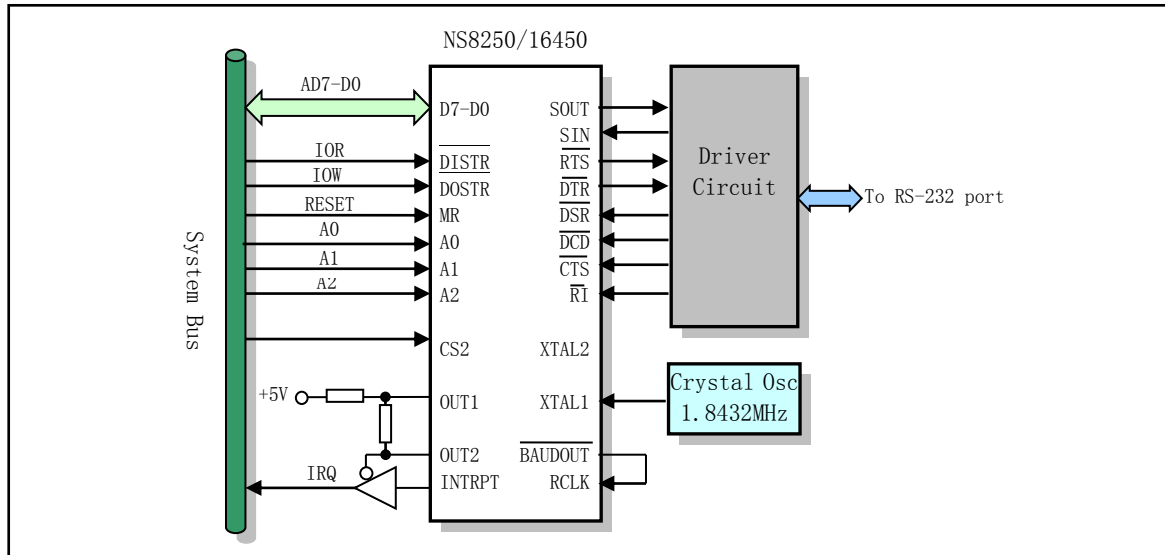 NS8250/16450
AD7-D0
D7-D0
SOUT
SIN
IOR
DISTR
RTS
Driver
Circuit
IOW
DOSTR
DTR
To RS-232 port
RESET
MR
DSR
A0
A0
DCD
A1
A1
CTS
A2
A2
RI
System Bus
CS2
XTAL2
+5V
OUT1
XTAL1
Crystal Osc
1.8432MHz
OUT2
BAUDOUT
IRQ
INTRPT
RCLK